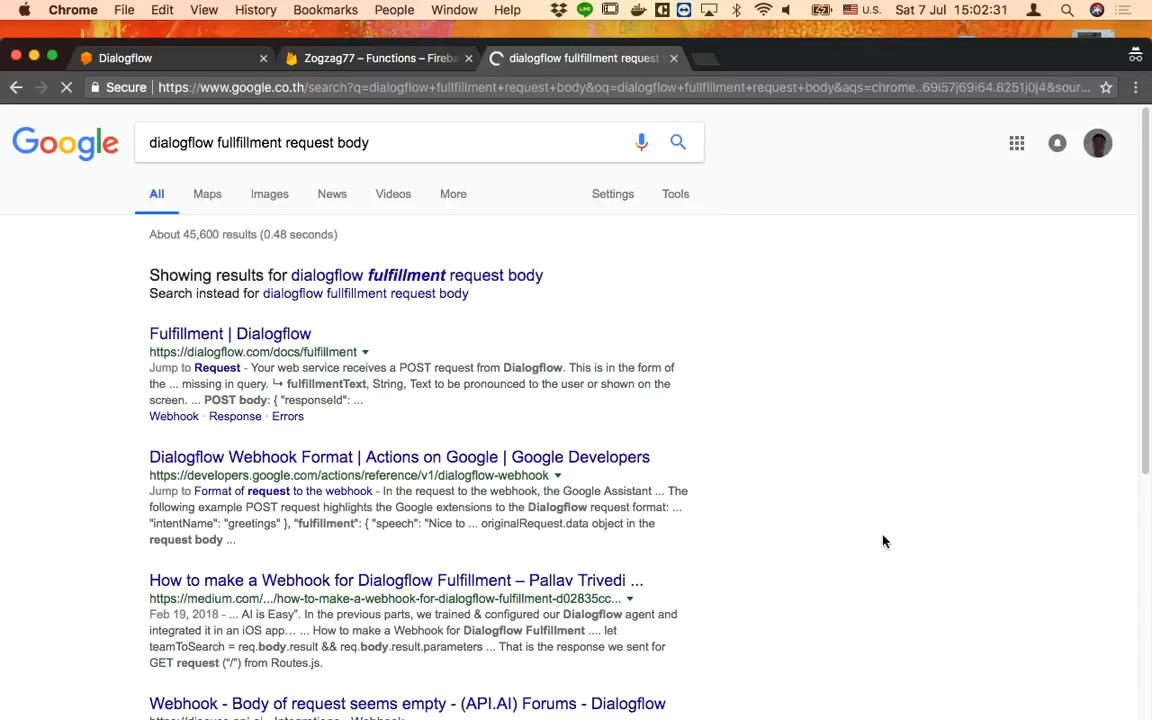 Chrome File Edit View History Bookmarks People Window Help U.S. Sat 7 Jul 15:02:31
Dialogflow
Zogzag77 – Functions – Fireba
dialogflow fullfillment request
Secure https://www.google.co.th/search?q=dialogflow+fullfillment+request+body&oq=dialogflow+fullfillment+request+body&aqs=chrome..69i57j69i64.8251j0j4&sour...
Google
dialogflow fullfillment request body
All Maps Images News Videos More Settings Tools
About 45,600 results (0.48 seconds)
Showing results for dialogflow fulfillment request body
Search instead for dialogflow fullfillment request body
Fulfillment | Dialogflow
https://dialogflow.com/docs/fulfillment
Jump to Request - Your web service receives a POST request from Dialogflow. This is in the form of
the ... missing in query. ↳ fulfillmentText, String, Text to be pronounced to the user or shown on the
screen. ... POST body: { "responseId": ...
Webhook · Response · Errors
Dialogflow Webhook Format | Actions on Google | Google Developers
https://developers.google.com/actions/reference/v1/dialogflow-webhook
Jump to Format of request to the webhook - In the request to the webhook, the Google Assistant ... The
following example POST request highlights the Google extensions to the Dialogflow request format: ...
"intentName": "greetings" }, "fulfillment": { "speech": "Nice to ... originalRequest.data object in the
request body ...
How to make a Webhook for Dialogflow Fulfillment – Pallav Trivedi ...
https://medium.com/.../how-to-make-a-webhook-for-dialogflow-fulfillment-d02835cc...
Feb 19, 2018 - ... AI is Easy". In the previous parts, we trained & configured our Dialogflow agent and
integrated it in an iOS app… ... How to make a Webhook for Dialogflow Fulfillment .... let
teamToSearch = req.body.result && req.body.result.parameters ... That is the response we sent for
GET request ("/") from Routes.js.
Webhook - Body of request seems empty - (API.AI) Forums - Dialogflow